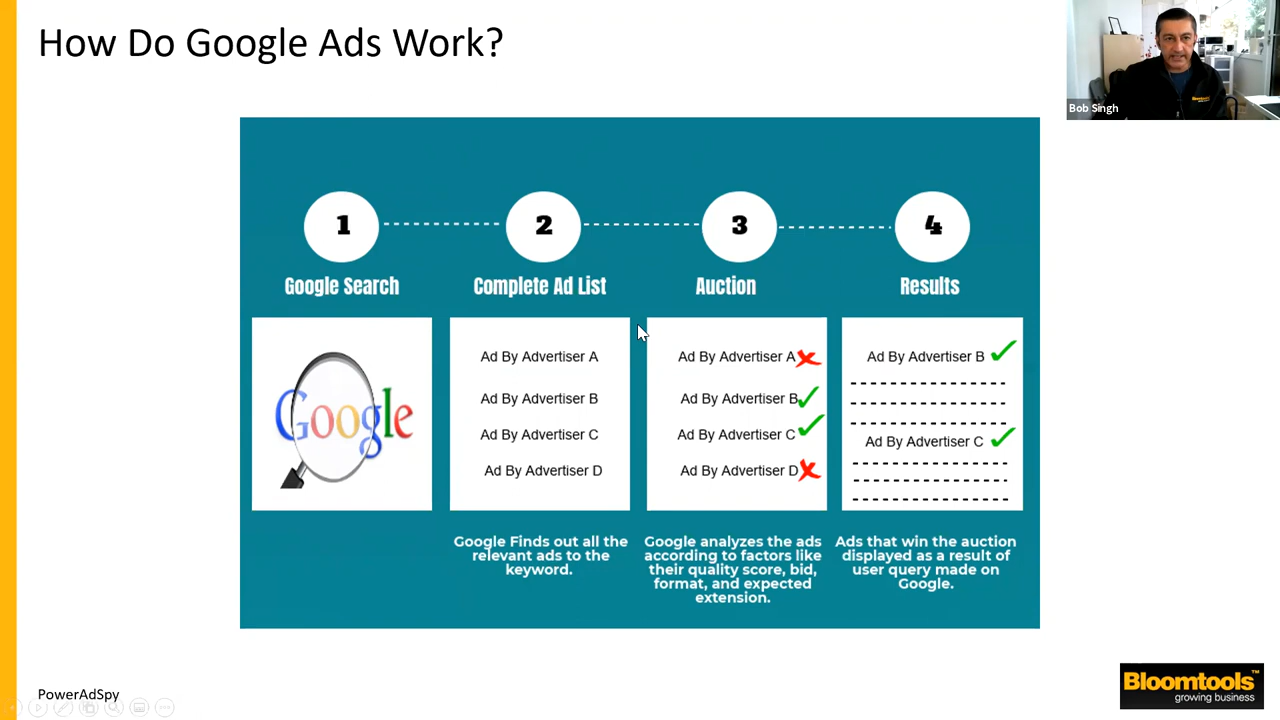 How Do Google Ads Work?
Bloomtools
Bob Singh
1
2
3
4
Google Search
Complete Ad List
Auction
Results
Google
Ad By Advertiser A
Ad By Advertiser B
Ad By Advertiser C
Ad By Advertiser D
Ad By Advertiser A
Ad By Advertiser B
Ad By Advertiser C
Ad By Advertiser D
Ad By Advertiser B
Ad By Advertiser C
Google Finds out all the
relevant ads to the
keyword.
Google analyzes the ads
according to factors like
their quality score, bid,
format, and expected
extension.
Ads that win the auction
displayed as a result of
user query made on
Google.
PowerAdSpy
Bloomtools
growing business